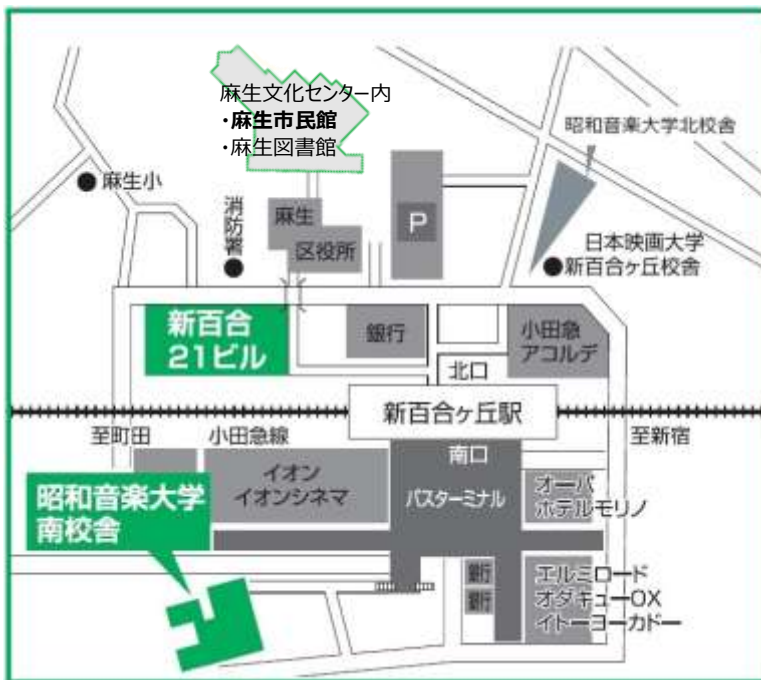 麻生文化センター内
・麻生市民館
・麻生図書館
昭和音楽大学北校舎
麻生小
消防署
麻生
区役所
P
日本映画大学
新百合ヶ丘校舎
新百合
21ビル
銀行
小田急
アコルデ
北口
新百合ヶ丘駅
至町田
小田急線
至新宿
南口
イオン
イオンシネマ
バスターミナル
オーパ
ホテルモリノ
昭和音楽大学
南校舎
銀行
銀行
エルミロード
オダキューOX
イトーヨーカドー